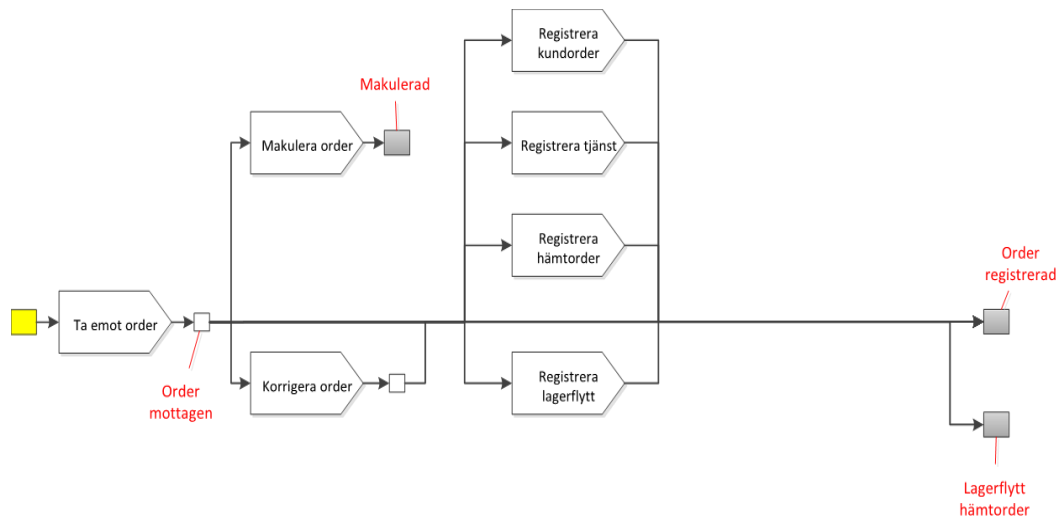 Registrera
kundorder
Makulerad
Makulera order
Registrera tjänst
Registrera
hämtorder
Order
registrerad
Ta emot order
Order
mottagen
Korrigera order
Registrera
lagerflytt
Lagerflytt
hämtorder